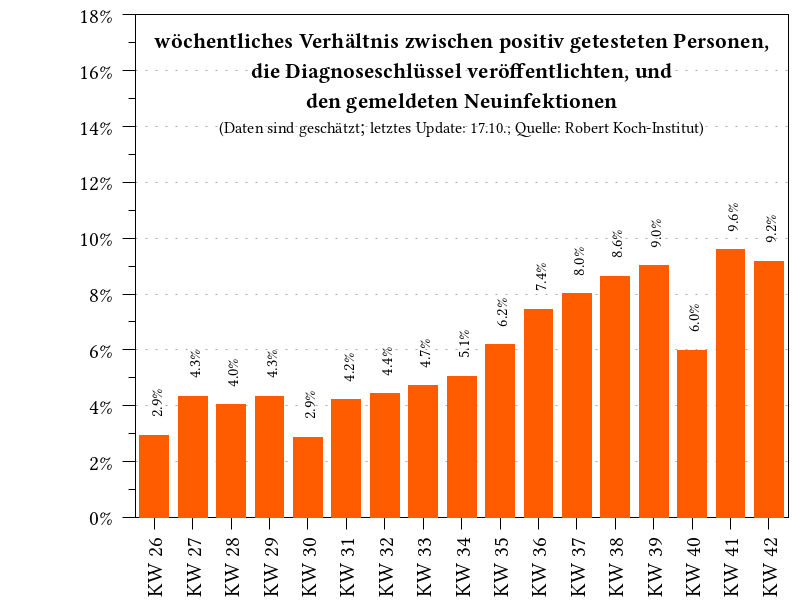 wöchentliches Verhältnis zwischen positiv getesteten Personen,
die Diagnoseschlüssel veröffentlichten, und
den gemeldeten Neuinfektionen
(Daten sind geschätzt; letztes Update: 17.10.; Quelle: Robert Koch-Institut)
18%
16%
14%
12%
10%
8%
6%
4%
2%
0%
2.9%
4.3%
4.0%
4.3%
2.9%
4.2%
4.4%
4.7%
5.1%
6.2%
7.4%
8.0%
8.6%
9.0%
6.0%
9.6%
9.2%
KW 26
KW 27
KW 28
KW 29
KW 30
KW 31
KW 32
KW 33
KW 34
KW 35
KW 36
KW 37
KW 38
KW 39
KW 40
KW 41
KW 42